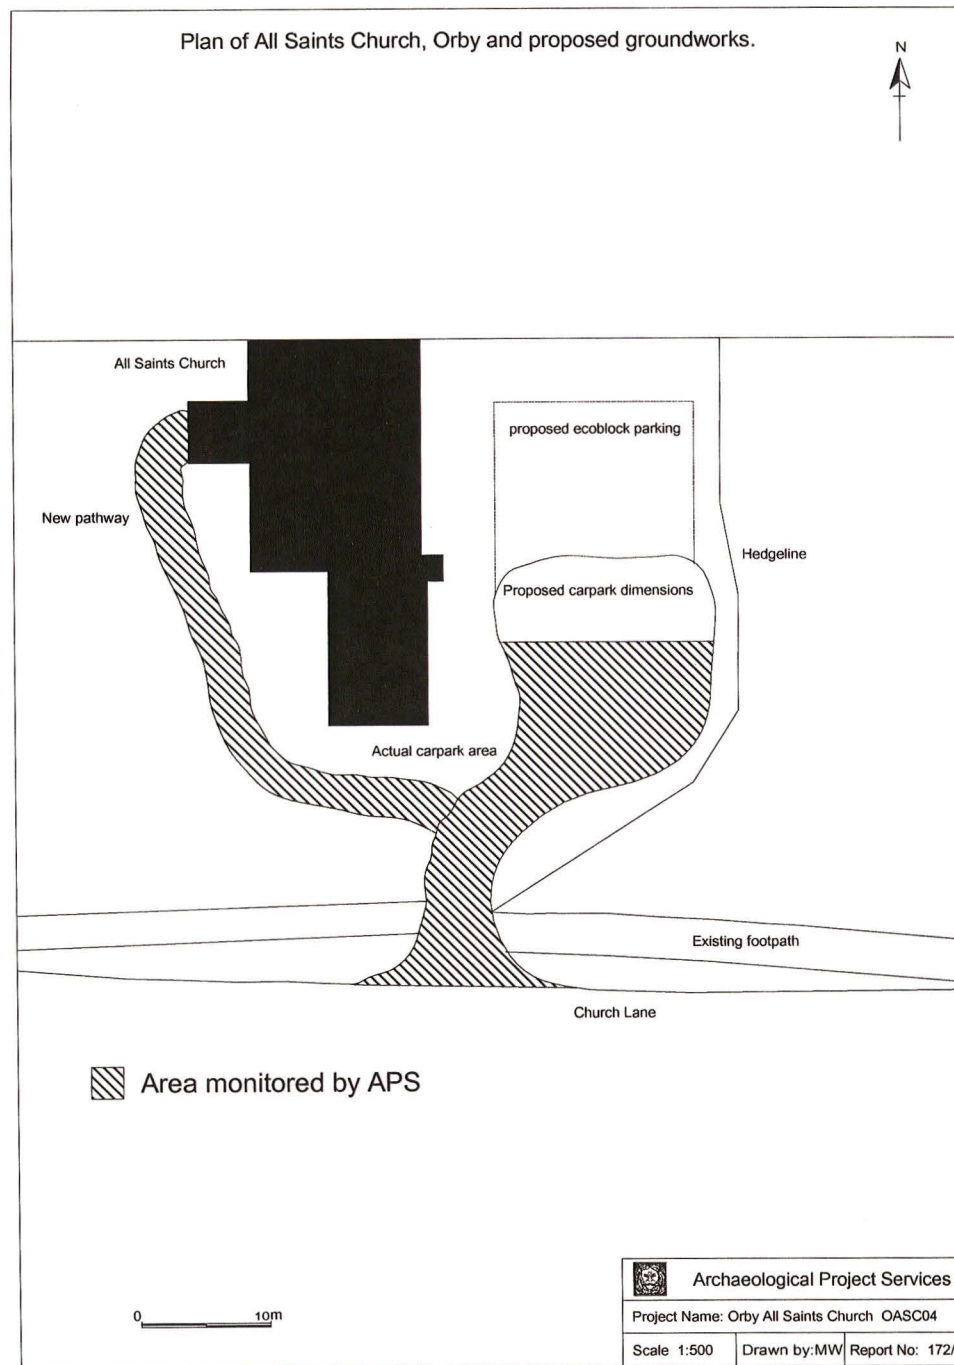 Plan of All Saints Church, Orby and proposed groundworks.
N
All Saints Church
proposed ecoblock parking
New pathway
Hedgeline
Proposed carpark dimensions
Actual carpark area
Existing footpath
Church Lane
Area monitored by APS
0 10m
Archaeological Project Services
Project Name: Orby All Saints Church OASC04
Scale 1:500 Drawn by:MW Report No: 172/